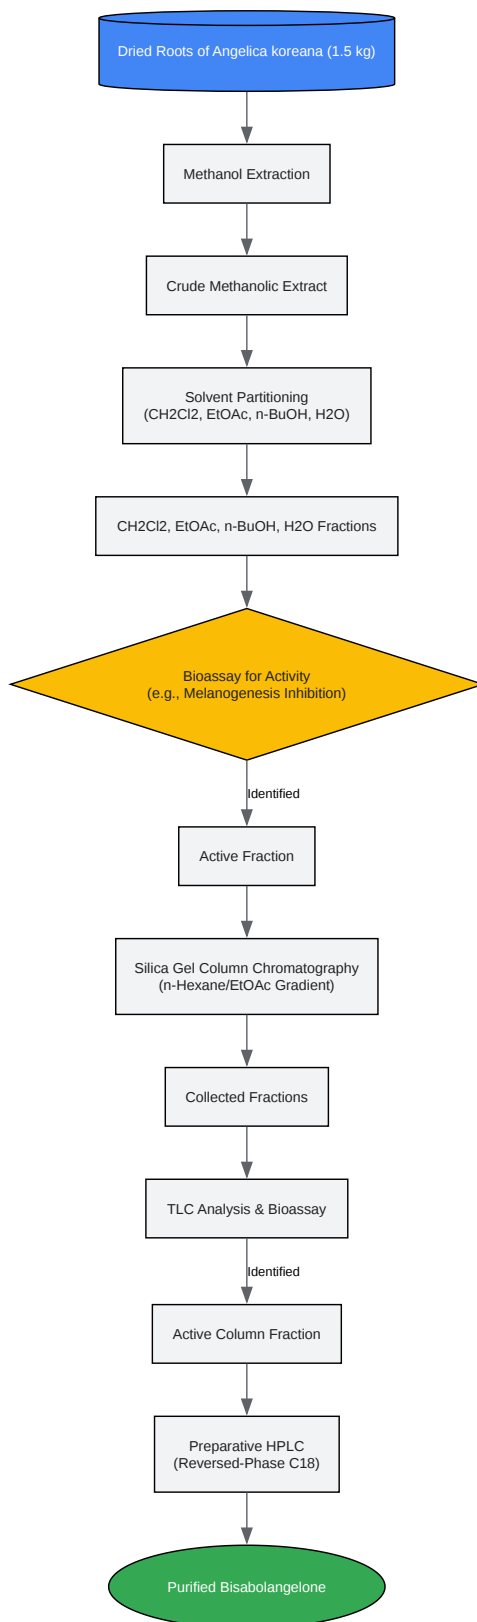 Dried Roots of Angelica koreana (1.5 kg)
Methanol Extraction
Crude Methanolic Extract
Solvent Partitioning
(CH2Cl2, EtOAc, n-BuOH, H2O)
CH2Cl2, EtOAc, n-BuOH, H2O Fractions
Bioassay for Activity
(e.g., Melanogenesis Inhibition)
Identified
Active Fraction
Silica Gel Column Chromatography
(n-Hexane/EtOAc Gradient)
Collected Fractions
TLC Analysis & Bioassay
Identified
Active Column Fraction
Preparative HPLC
(Reversed-Phase C18)
Purified Bisabolangelone